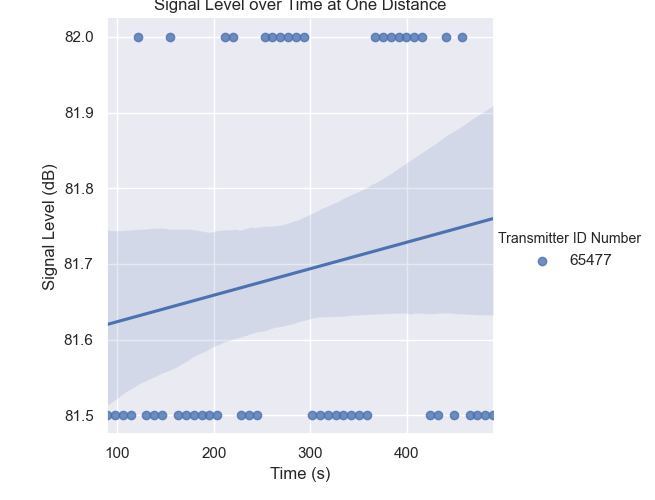 Signal Level over Time at One Distance
82.0
81.9
81.8
81.7
81.6
81.5
Signal Level (dB)
100
200
300
400
Time (s)
Transmitter ID Number
65477